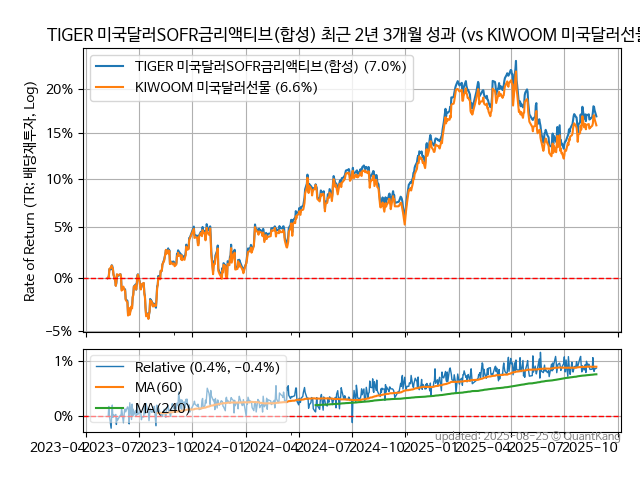 TIGER 미국달러SOFR금리액티브(합성) 최근 2년 3개월 성과 (vs KIWOOM 미국달러선물
Rate of Return (TR: 배당재투자, Log)
TIGER 미국달러SOFR금리액티브(합성) (7.0%)
KIWOOM 미국달러선물 (6.6%)
20%
15%
10%
5%
0%
−5%
Relative (0.4%, −0.4%)
MA(60)
MA(240)
1%
0%
updated: 2025-08-25 © QuantKang
2023-04
2023-07
2023-10
2024-01
2024-04
2024-07
2024-10
2025-01
2025-04
2025-07
2025-10